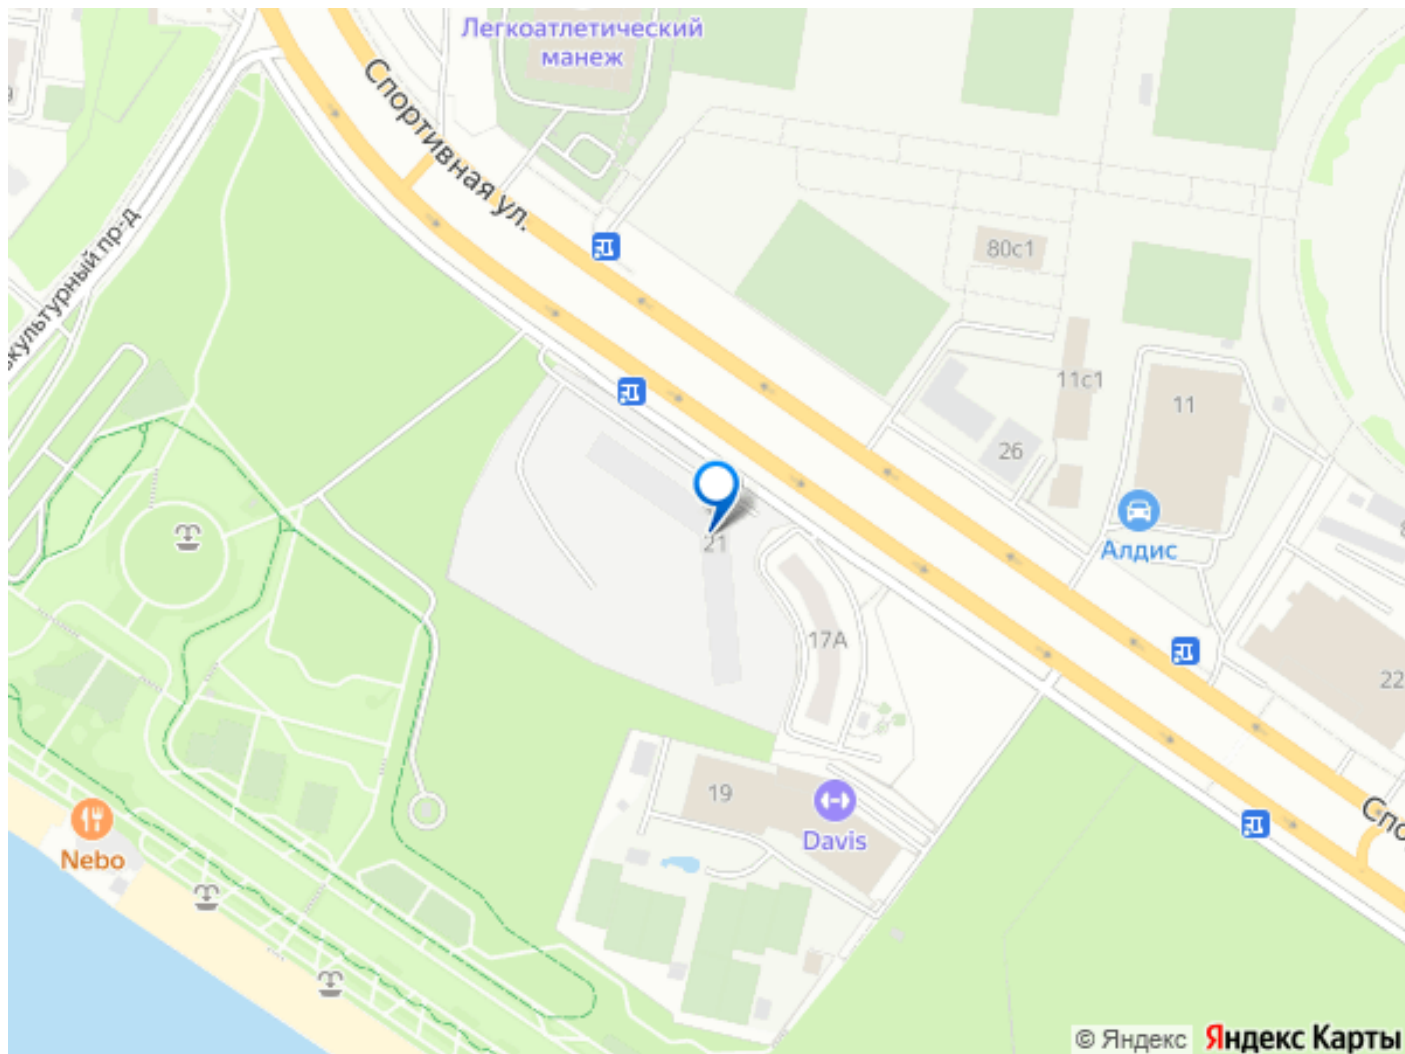 Легкоатлетический
манеж
Спортивная ул.
80с1
11с1
11
26
Алдис
21
17А
22
19
Davis
Nebo
© Яндекс Яндекс Карты